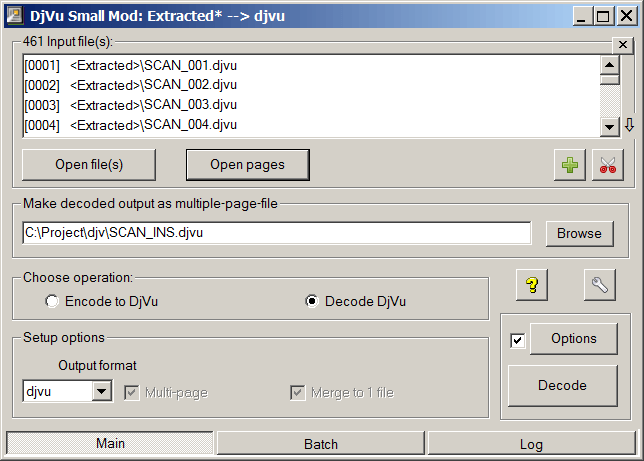 DjVu Small Mod: Extracted* --> djvu
461 Input file(s):
[0001] <Extracted>\SCAN_001.djvu
[0002] <Extracted>\SCAN_002.djvu
[0003] <Extracted>\SCAN_003.djvu
[0004] <Extracted>\SCAN_004.djvu
Open file(s) Open pages
Make decoded output as multiple-page-file
C:\Project\djv\SCAN_INS.djvu Browse
Choose operation:
Encode to DjVu Decode DjVu
Setup options
Options
Output format
djvu Multi-page Merge to 1 file Decode
Main Batch Log